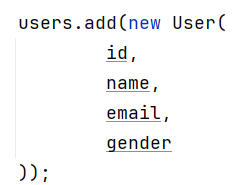 users.add(new User(
        id,
        name,
        email,
        gender
));